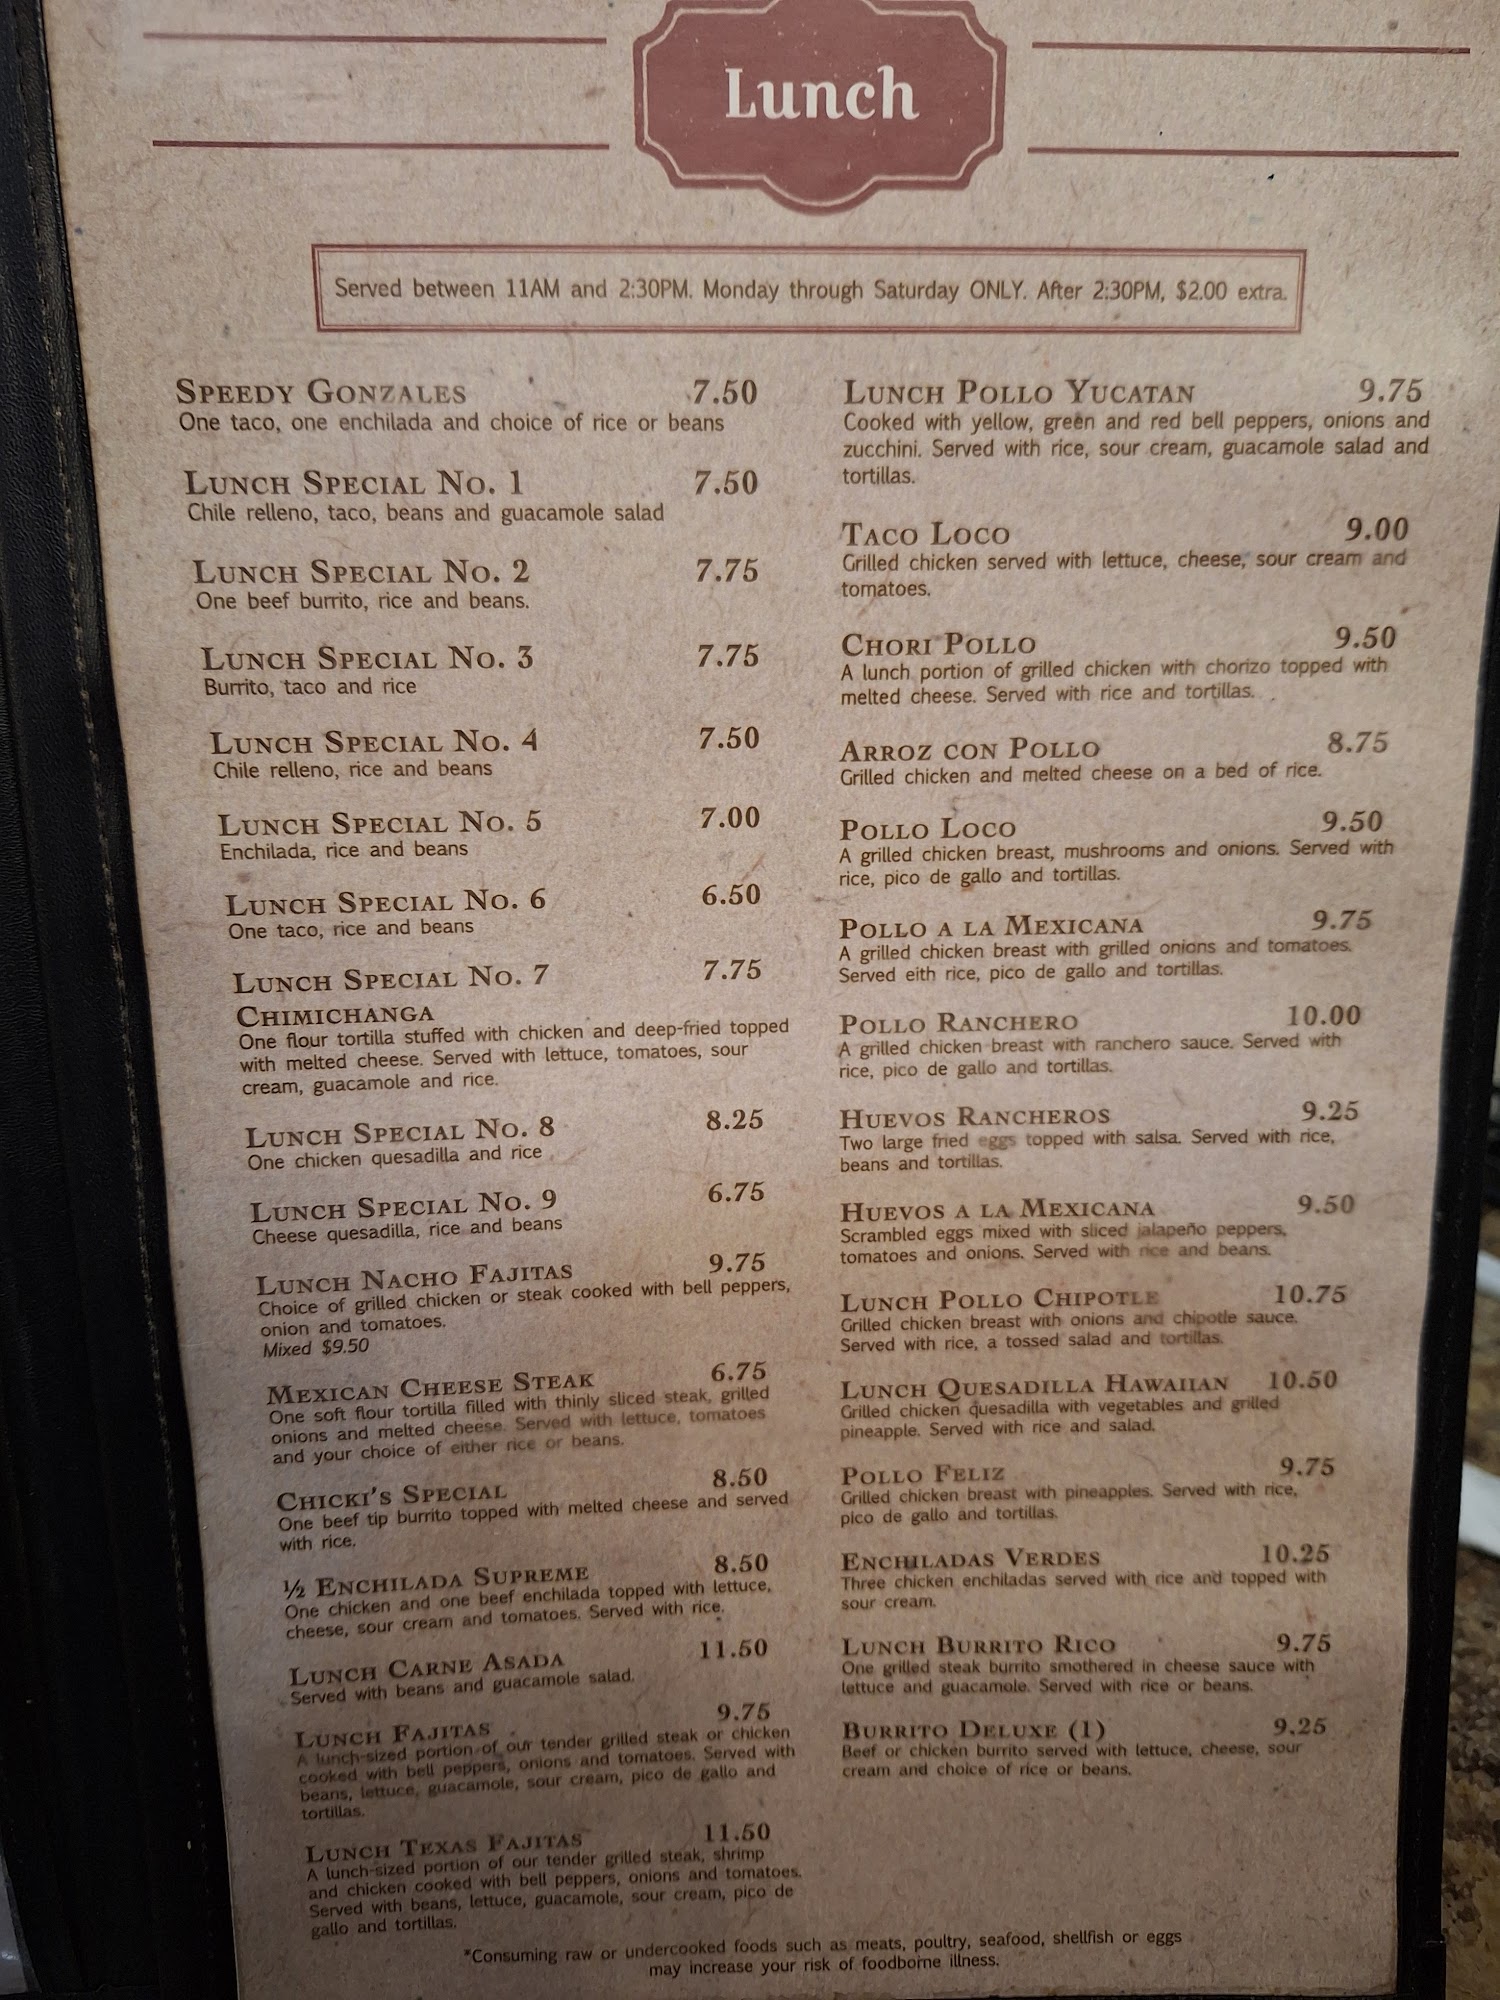 Lunch
Served between 11AM and 2:30PM. Monday through Saturday ONLY. After 2:30PM, $2.00 extra.
Speedy Gonzales 7.50
One taco, one enchilada and choice of rice or beans
Lunch Special No. 1 7.50
Chile relleno, taco, beans and guacamole salad
Lunch Special No. 2 7.75
One beef burrito, rice and beans.
Lunch Special No. 3 7.75
Burrito, taco and rice
Lunch Special No. 4 7.50
Chile relleno, rice and beans
Lunch Special No. 5 7.00
Enchilada, rice and beans
Lunch Special No. 6 6.50
One taco, rice and beans
Lunch Special No. 7 7.75
Chimichanga
One flour tortilla stuffed with chicken and deep-fried topped
with melted cheese. Served with lettuce, tomatoes, sour
cream, guacamole and rice.
Lunch Special No. 8 8.25
One chicken quesadilla and rice
Lunch Special No. 9 6.75
Cheese quesadilla, rice and beans
Lunch Nacho Fajitas 9.75
Choice of grilled chicken or steak cooked with bell peppers,
onion and tomatoes.
Mixed $9.50
Mexican Cheese Steak 6.75
One soft flour tortilla filled with thinly sliced steak, grilled
onions and melted cheese. Served with lettuce, tomatoes
and your choice of either rice or beans.
Chicki's Special 8.50
One beef tip burrito topped with melted cheese and served
with rice.
½ Enchilada Supreme 8.50
One chicken and one beef enchilada topped with lettuce,
cheese, sour cream and tomatoes. Served with rice.
Lunch Carne Asada 11.50
Served with beans and guacamole salad.
Lunch Fajitas 9.75
A lunch-sized portion of our tender grilled steak or chicken
cooked with bell peppers, onions and tomatoes. Served with
beans, lettuce, guacamole, sour cream, pico de gallo and
tortillas.
Lunch Texas Fajitas 11.50
A lunch-sized portion of our tender grilled steak, shrimp
and chicken cooked with bell peppers, onions and tomatoes.
Served with beans, lettuce, guacamole, sour cream, pico de
gallo and tortillas.
Lunch Pollo Yucatan 9.75
Cooked with yellow, green and red bell peppers, onions and
zucchini. Served with rice, sour cream, guacamole salad and
tortillas.
Taco Loco 9.00
Grilled chicken served with lettuce, cheese, sour cream and
tomatoes.
Chori Pollo 9.50
A lunch portion of grilled chicken with chorizo topped with
melted cheese. Served with rice and tortillas.
Arroz con Pollo 8.75
Grilled chicken and melted cheese on a bed of rice.
Pollo Loco 9.50
A grilled chicken breast, mushrooms and onions. Served with
rice, pico de gallo and tortillas.
Pollo a la Mexicana 9.75
A grilled chicken breast with grilled onions and tomatoes.
Served eith rice, pico de gallo and tortillas.
Pollo Ranchero 10.00
A grilled chicken breast with ranchero sauce. Served with
rice, pico de gallo and tortillas.
Huevos Rancheros 9.25
Two large fried eggs topped with salsa. Served with rice,
beans and tortillas.
Huevos a la Mexicana 9.50
Scrambled eggs mixed with sliced jalapeño peppers,
tomatoes and onions. Served with rice and beans.
Lunch Pollo Chipotle 10.75
Grilled chicken breast with onions and chipotle sauce.
Served with rice, a tossed salad and tortillas.
Lunch Quesadilla Hawaiian 10.50
Grilled chicken quesadilla with vegetables and grilled
pineapple. Served with rice and salad.
Pollo Feliz 9.75
Grilled chicken breast with pineapples. Served with rice,
pico de gallo and tortillas.
Enchiladas Verdes 10.25
Three chicken enchiladas served with rice and topped with
sour cream.
Lunch Burrito Rico 9.75
One grilled steak burrito smothered in cheese sauce with
lettuce and guacamole. Served with rice or beans.
Burrito Deluxe (1) 9.25
Beef or chicken burrito served with lettuce, cheese, sour
cream and choice of rice or beans.
*Consuming raw or undercooked foods such as meats, poultry, seafood, shellfish or eggs
may increase your risk of foodborne illness.